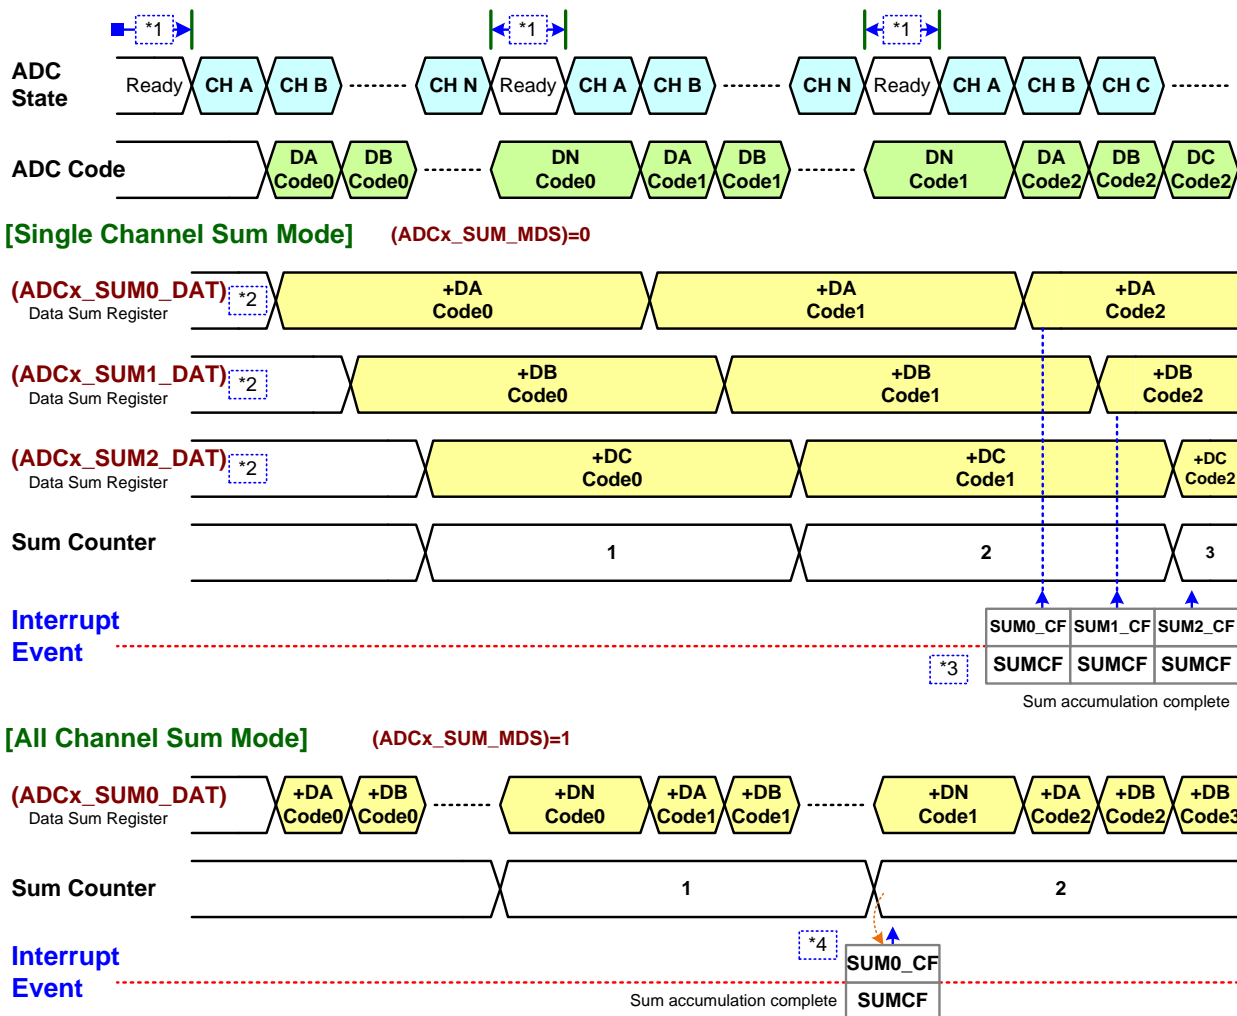 *1 *1 *1
ADC
State
Ready CH A CH B CH N Ready CH A CH B CH N Ready CH A CH B CH C
ADC Code
DA DB DN DA DB DN DA DB DC
Code0 Code0 Code0 Code1 Code1 Code1 Code2 Code2 Code2
[Single Channel Sum Mode] (ADCx_SUM_MDS)=0
(ADCx_SUM0_DAT) *2 +DA +DA +DA
Data Sum Register Code0 Code1 Code2
(ADCx_SUM1_DAT) *2 +DB +DB +DB
Data Sum Register Code0 Code1 Code2
(ADCx_SUM2_DAT) *2 +DC +DC +DC
Data Sum Register Code0 Code1 Code2
Sum Counter 1 2 3
Interrupt
Event
SUM0_CF SUM1_CF SUM2_CF
*3 SUMCF SUMCF SUMCF
Sum accumulation complete
[All Channel Sum Mode] (ADCx_SUM_MDS)=1
(ADCx_SUM0_DAT) +DA +DB +DN +DA +DB +DN +DA +DB +DB
Data Sum Register Code0 Code0 Code0 Code1 Code1 Code1 Code2 Code2 Code3
Sum Counter 1 2
Interrupt
Event
*4 SUM0_CF
Sum accumulation complete SUMCF